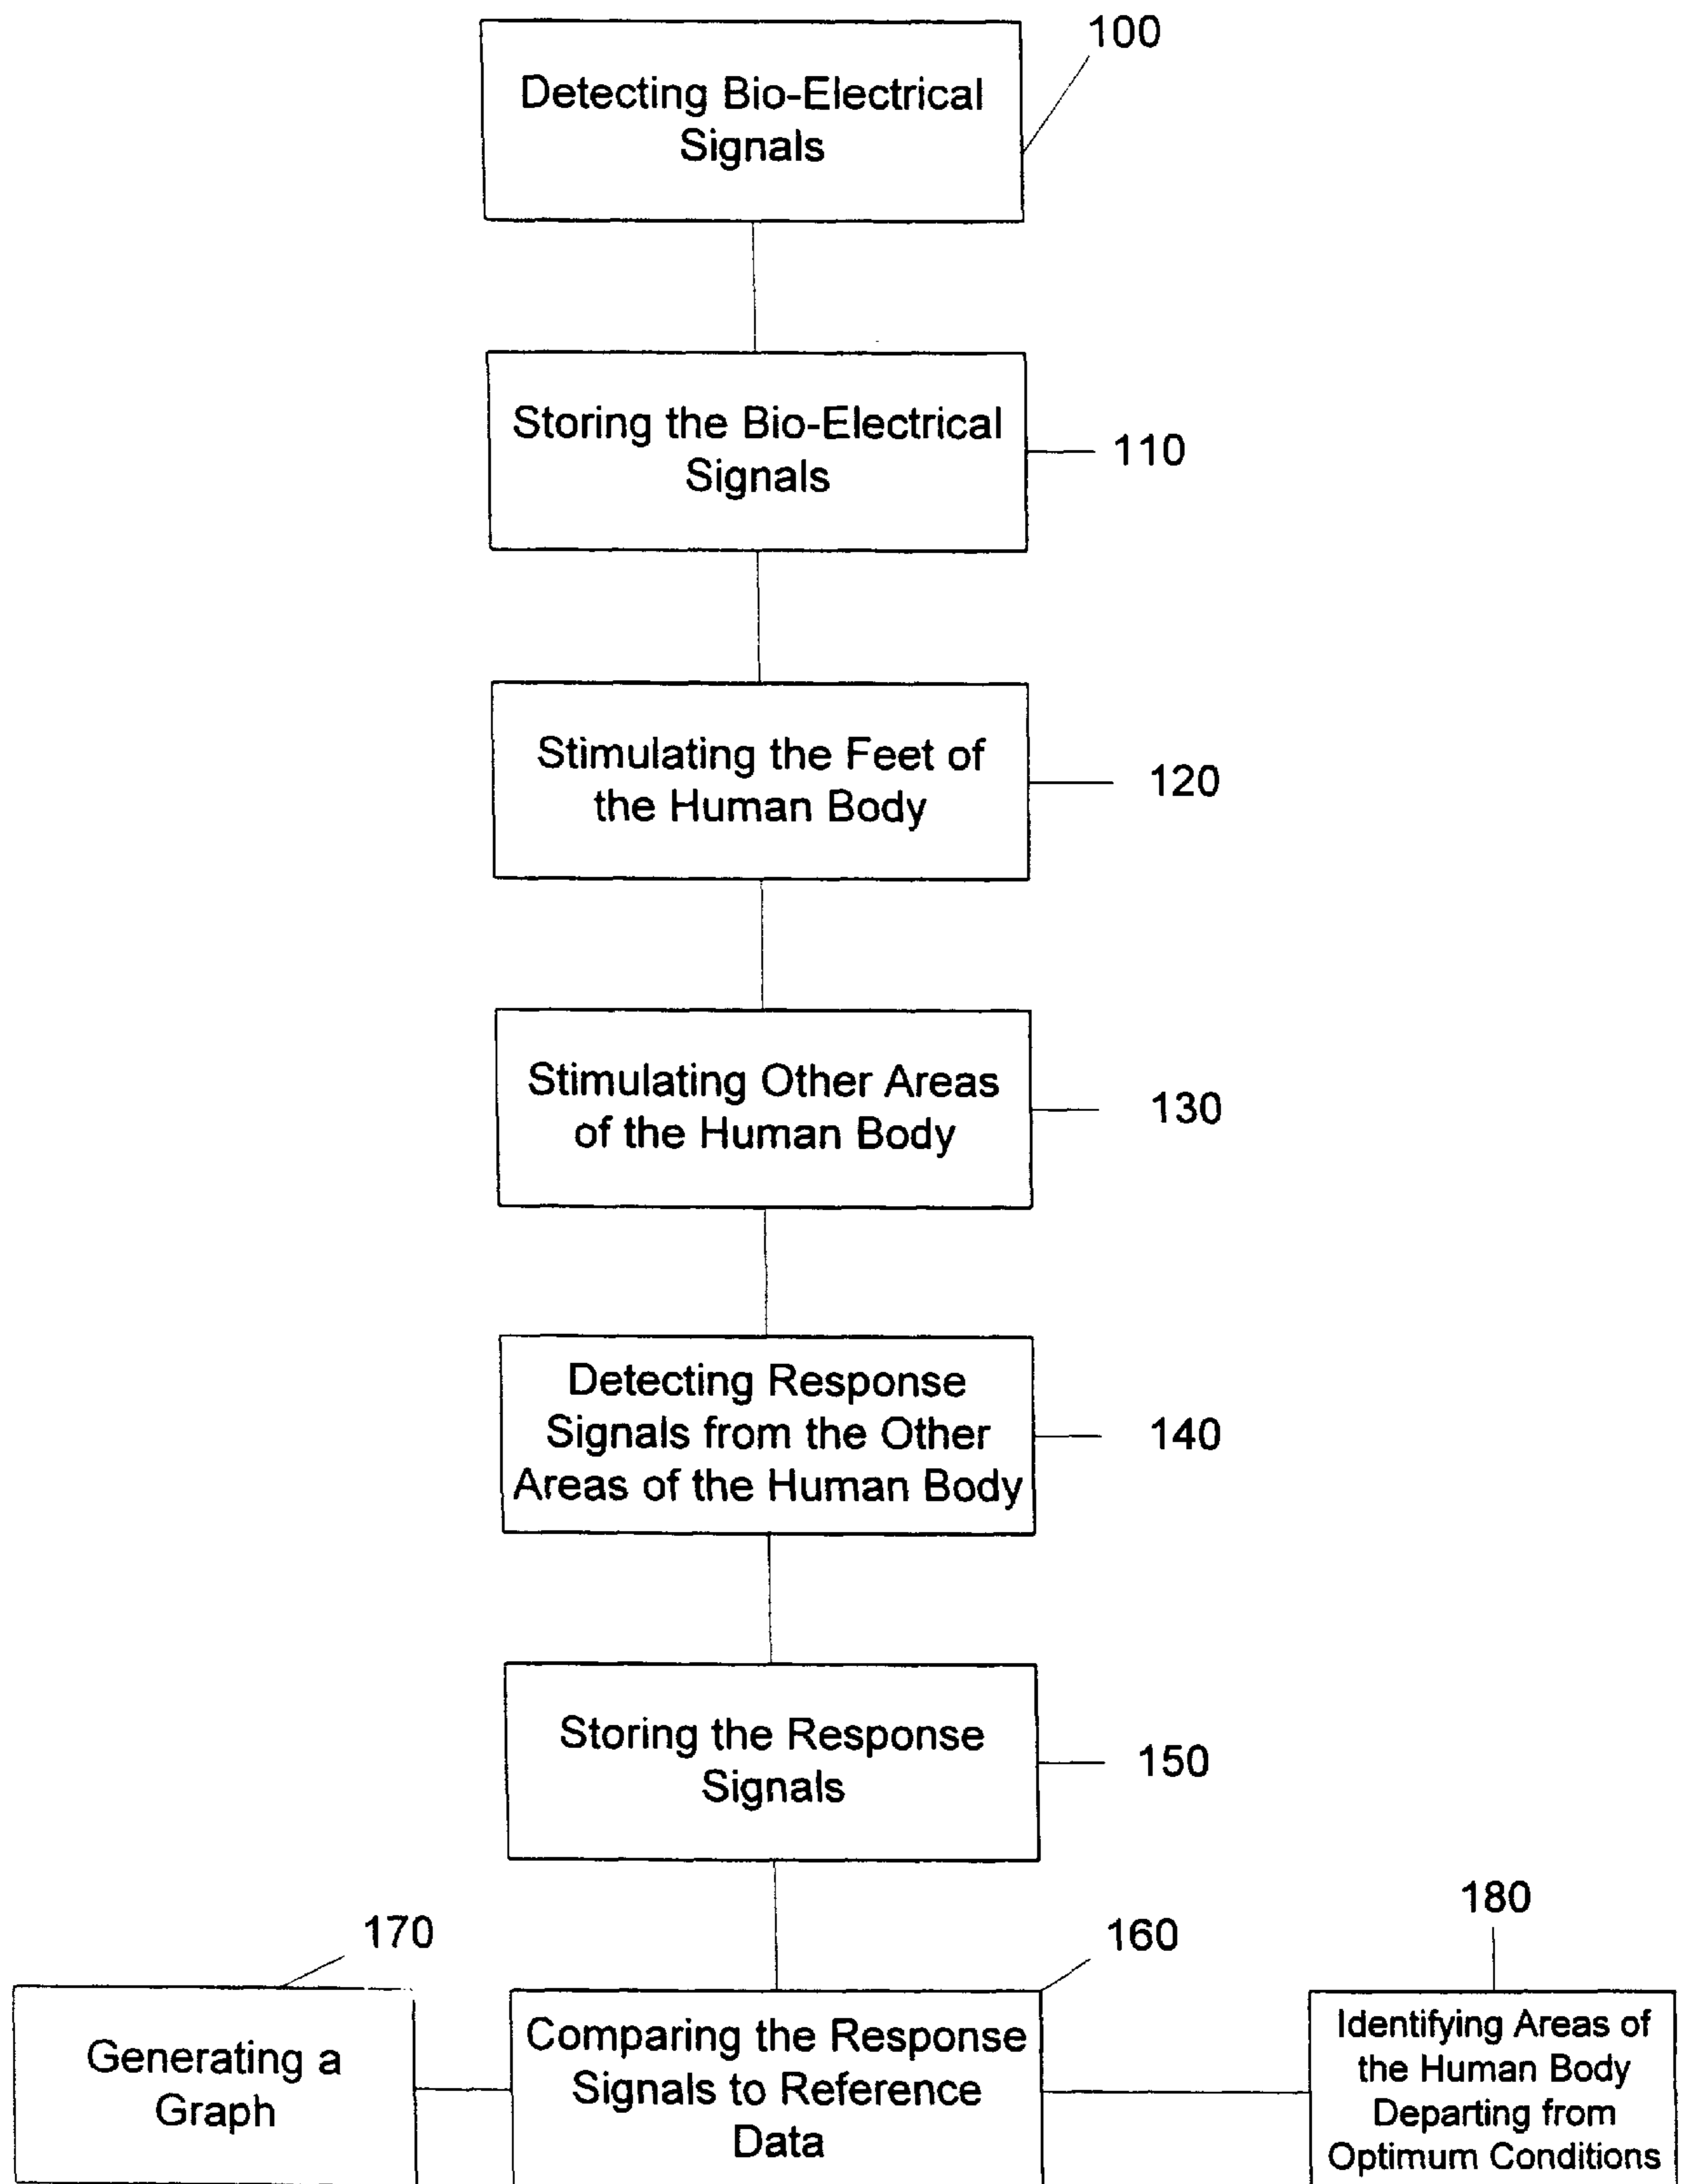 100
Detecting Bio-Electrical
Signals
Storing the Bio-Electrical
Signals
110
Stimulating the Feet of
the Human Body
120
Stimulating Other Areas
of the Human Body
130
Detecting Response
Signals from the Other
Areas of the Human Body
140
Storing the Response
Signals
150
170
Generating a
Graph
160
Comparing the Response
Signals to Reference
Data
180
Identifying Areas of
the Human Body
Departing from
Optimum Conditions